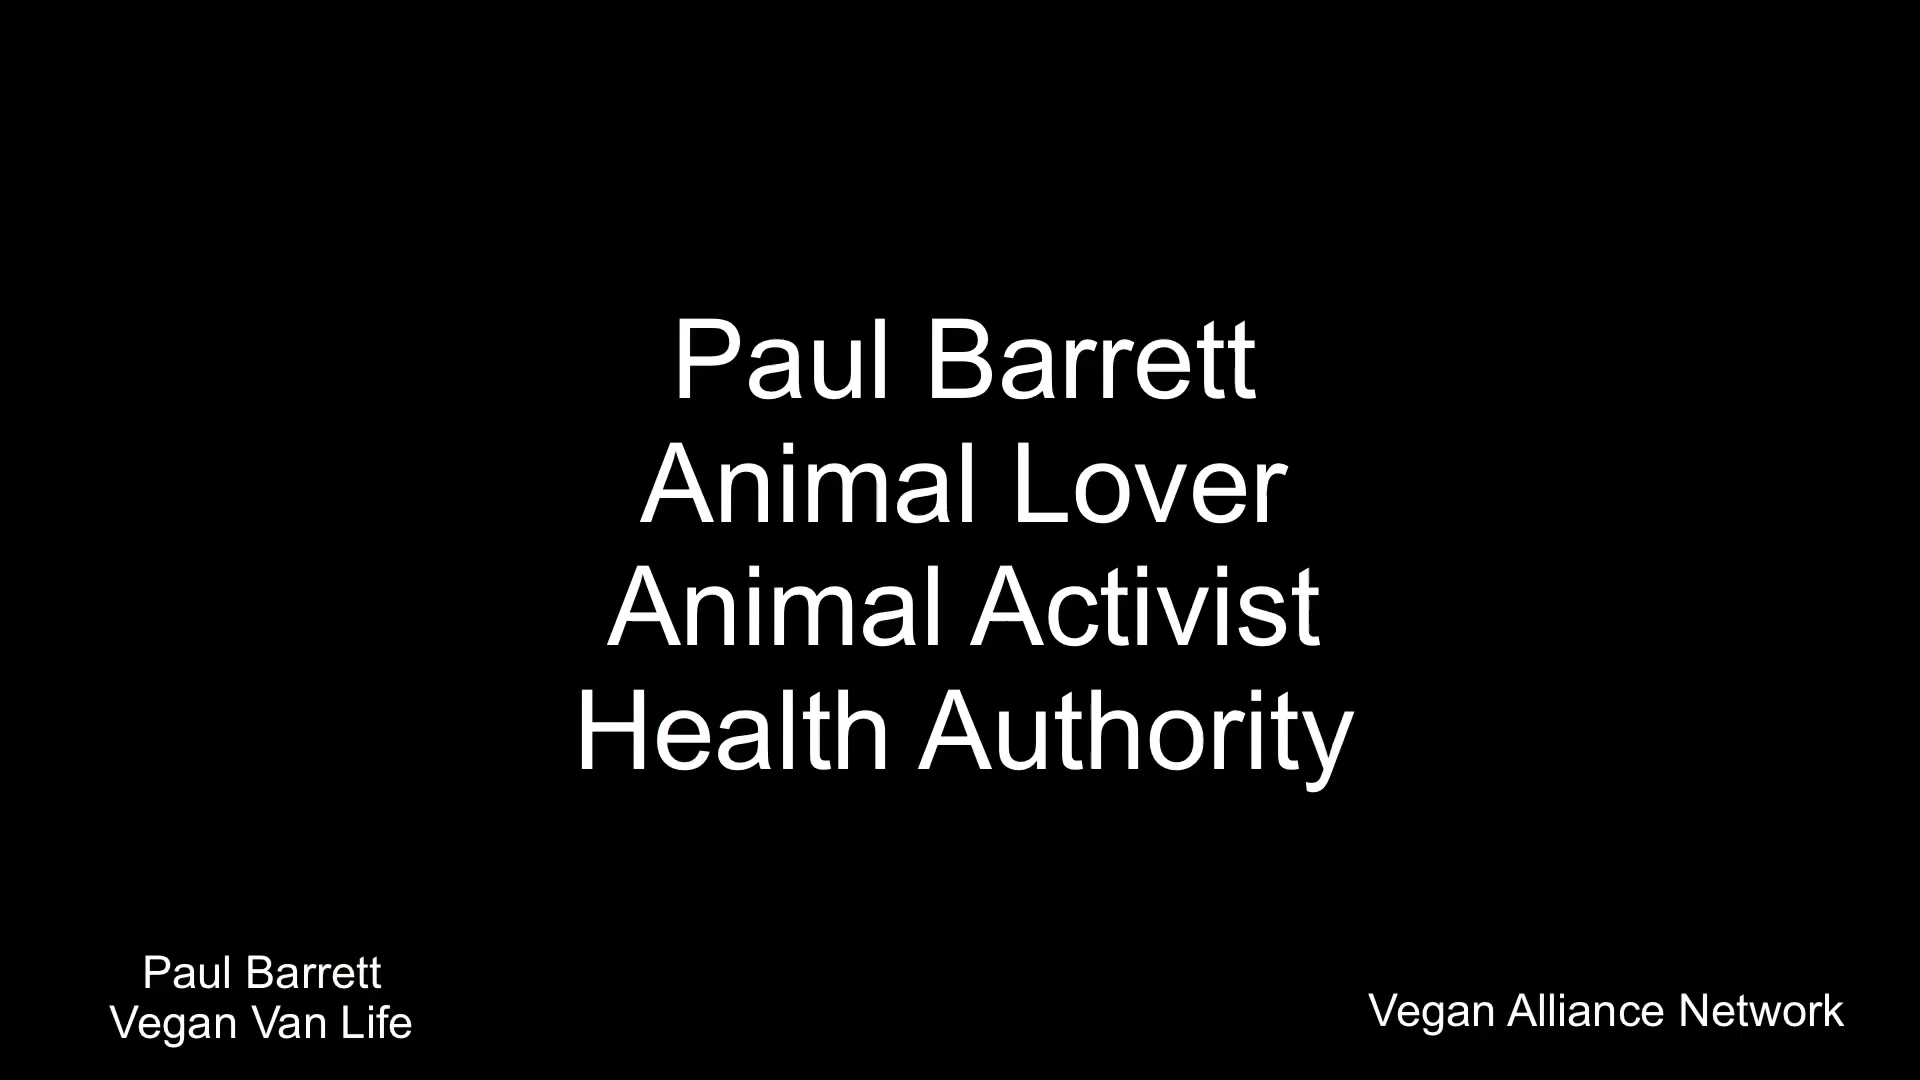 Paul Barrett
Animal Lover
Animal Activist
Health Authority
Paul Barrett
Vegan Van Life
Vegan Alliance Network